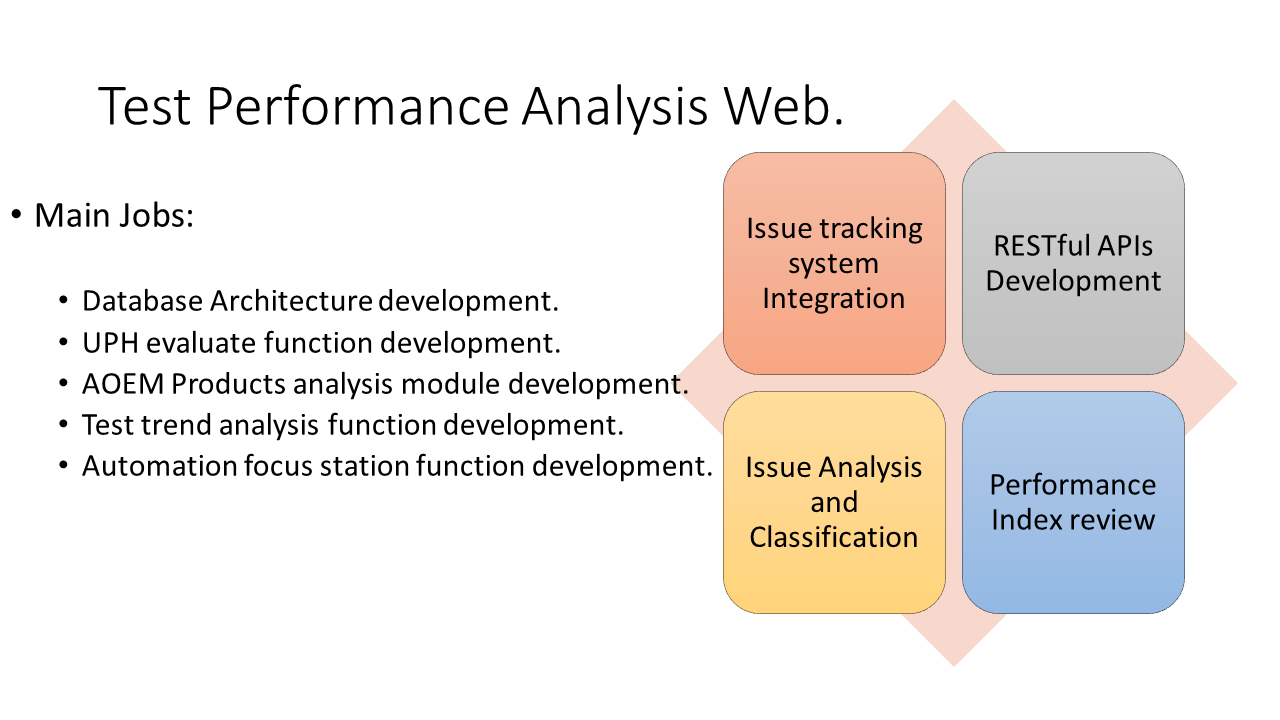 Test Performance Analysis Web.
• Main Jobs:
• Database Architecture development.
• UPH evaluate function development.
• AOEM Products analysis module development.
• Test trend analysis function development.
• Automation focus station function development.
Issue tracking
system
Integration
RESTful APIs
Development
Issue Analysis
and
Classification
Performance
Index review